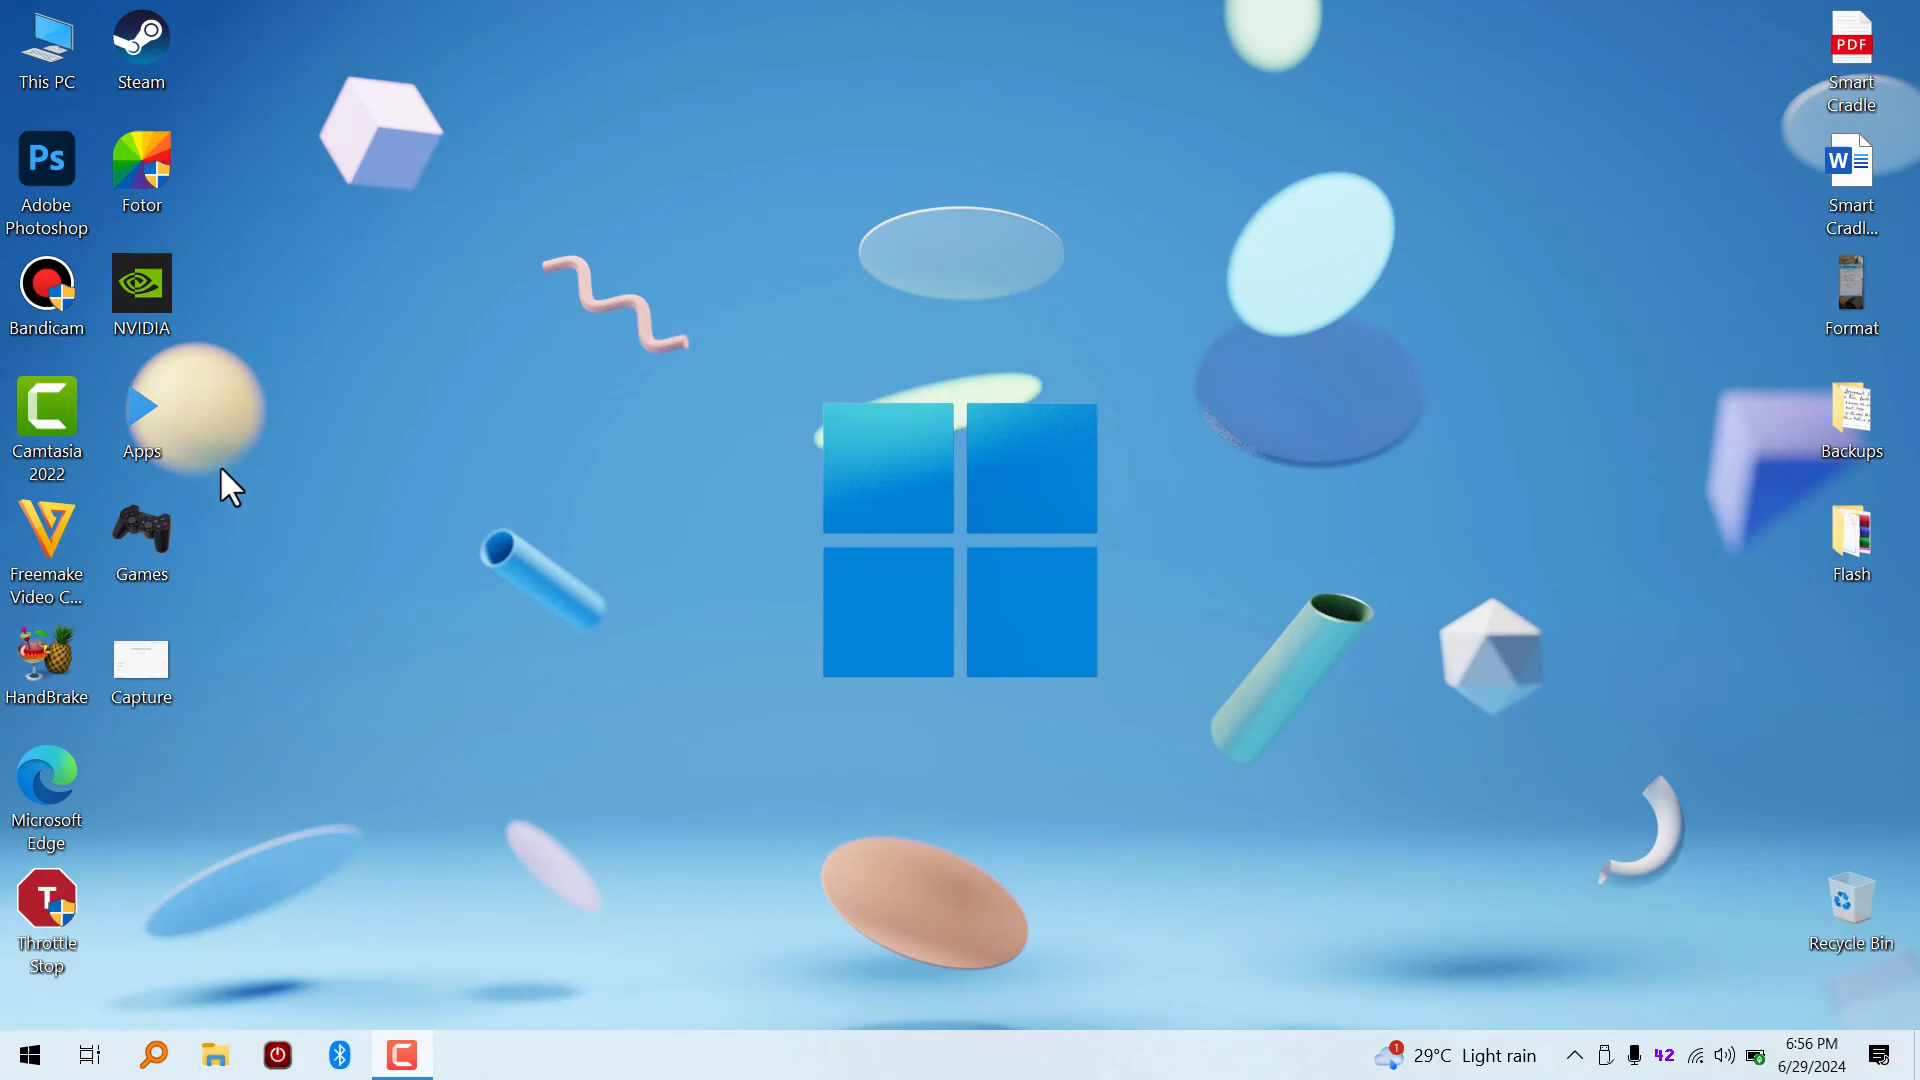 This PC
Steam
Ps
Adobe
Photoshop
Fotor
Bandicam
NVIDIA
Camtasia
2022
Apps
Freemake
Video C...
Games
HandBrake
Capture
Microsoft
Edge
T
Throttle
Stop
PDF
Smart
Cradle
W
Smart
Cradl...
Format
Backups
Flash
Recycle Bin
1
29°C Light rain
42
6:56 PM
6/29/2024